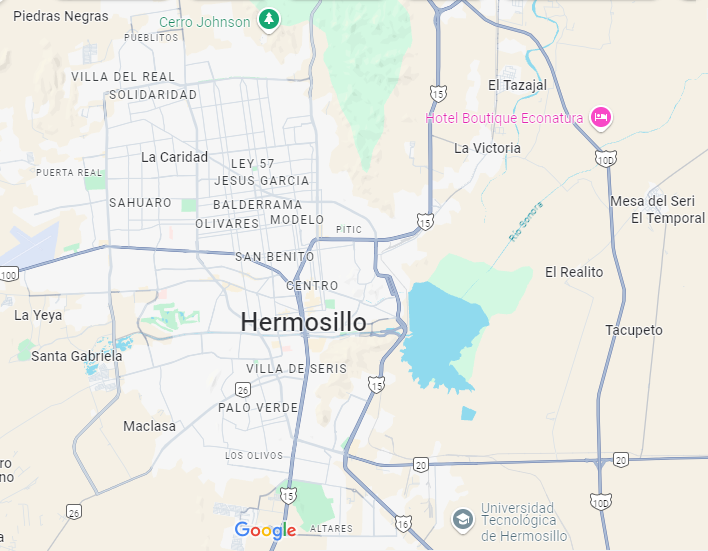 Piedras Negras
Cerro Johnson
PUEBLITOS
VILLA DEL REAL
SOLIDARIDAD
15
El Tazajal
Hotel Boutique Econatura
La Caridad
LEY 57
La Victoria
10D
PUERTA REAL
JESUS GARCIA
SAHUARO
BALDERRAMA
Mesa del Seri
OLIVARES
MODELO
PITIC
15
Río Sonora
El Temporal
SAN BENITO
100
CENTRO
El Realito
La Yeya
Hermosillo
Tacupeto
Santa Gabriela
VILLA DE SERIS
26
15
PALO VERDE
Maclasa
LOS OLIVOS
20
20
ro
no
15
10D
26
16
Google
ALTARES
Universidad
Tecnológica
de Hermosillo
a